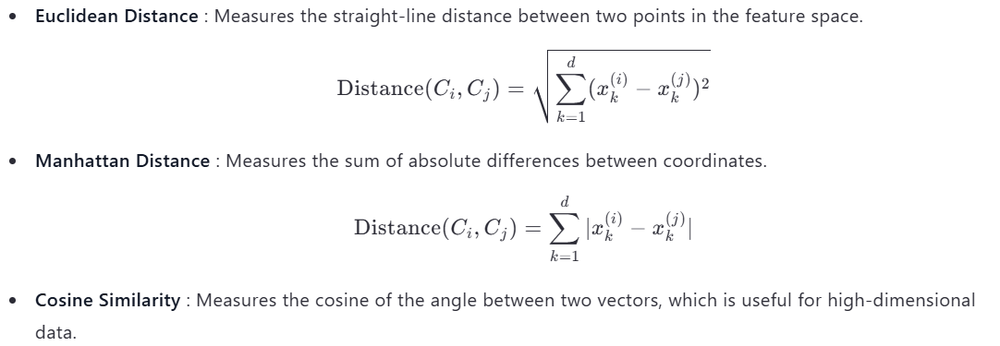 • Euclidean Distance : Measures the straight-line distance between two points in the feature space.
Distance(C_i, C_j) = \sqrt{\sum_{k=1}^{d} (x_k^{(i)} − x_k^{(j)})^2}
• Manhattan Distance : Measures the sum of absolute differences between coordinates.
Distance(C_i, C_j) = \sum_{k=1}^{d} |x_k^{(i)} − x_k^{(j)}|
• Cosine Similarity : Measures the cosine of the angle between two vectors, which is useful for high-dimensional
data.